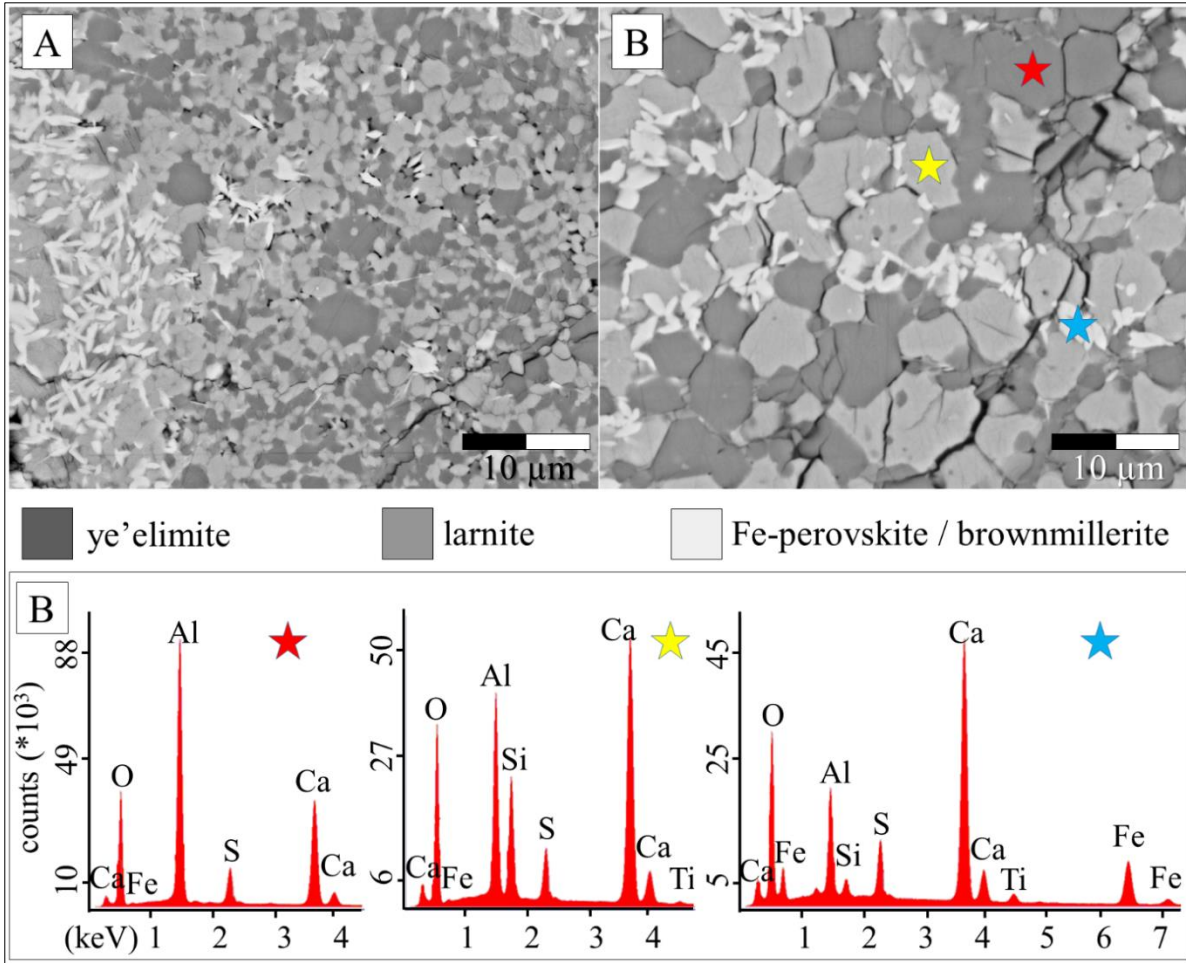 A
B
10 µm
10 µm
ye’elimite
larnite
Fe-perovskite / brownmillerite
B
counts (*10³)
88
49
10
Ca
O
Fe
Al
S
Ca
Ca
(keV)
1
2
3
4
50
27
6
Ca
O
Fe
Al
Si
S
Ca
Ca
Ti
1
2
3
4
45
25
5
Ca
O
Fe
Al
Si
S
Ca
Ca
Ti
Fe
Fe
1
2
3
4
5
6
7